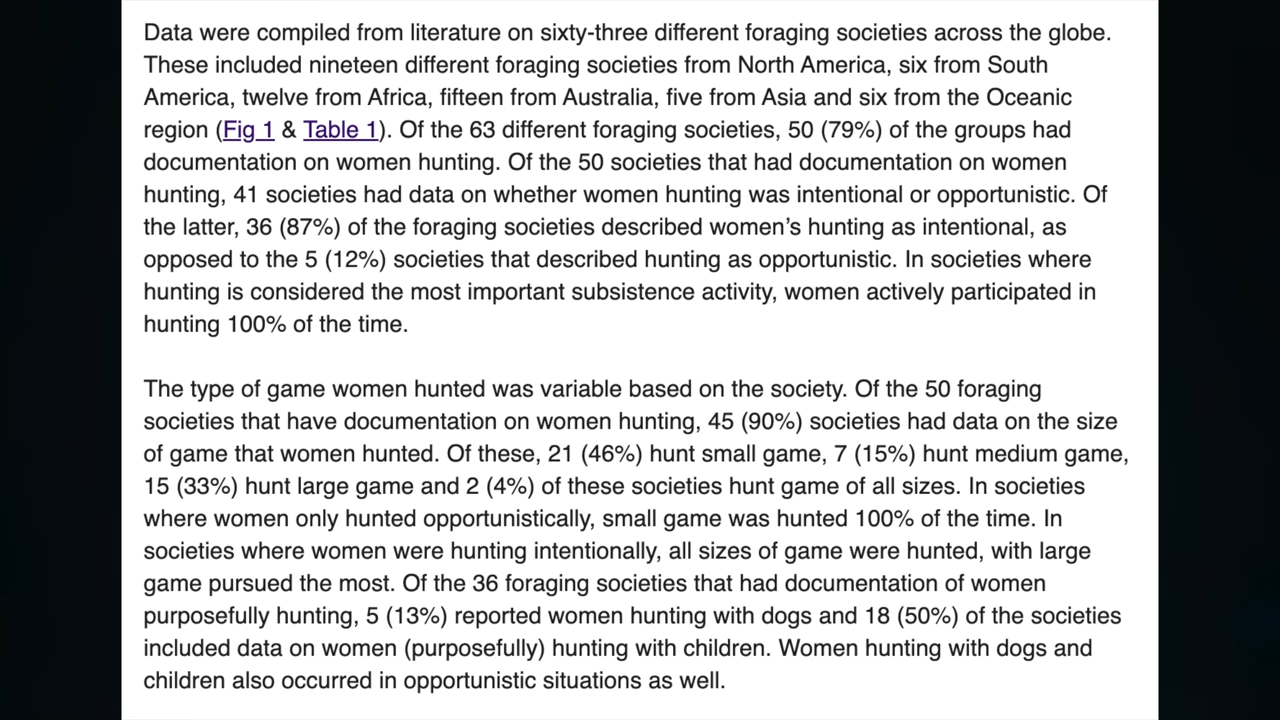 Data were compiled from literature on sixty-three different foraging societies across the globe.
These included nineteen different foraging societies from North America, six from South
America, twelve from Africa, fifteen from Australia, five from Asia and six from the Oceanic
region (Fig 1 & Table 1). Of the 63 different foraging societies, 50 (79%) of the groups had
documentation on women hunting. Of the 50 societies that had documentation on women
hunting, 41 societies had data on whether women hunting was intentional or opportunistic. Of
the latter, 36 (87%) of the foraging societies described women’s hunting as intentional, as
opposed to the 5 (12%) societies that described hunting as opportunistic. In societies where
hunting is considered the most important subsistence activity, women actively participated in
hunting 100% of the time.
The type of game women hunted was variable based on the society. Of the 50 foraging
societies that have documentation on women hunting, 45 (90%) societies had data on the size
of game that women hunted. Of these, 21 (46%) hunt small game, 7 (15%) hunt medium game,
15 (33%) hunt large game and 2 (4%) of these societies hunt game of all sizes. In societies
where women only hunted opportunistically, small game was hunted 100% of the time. In
societies where women were hunting intentionally, all sizes of game were hunted, with large
game pursued the most. Of the 36 foraging societies that had documentation of women
purposefully hunting, 5 (13%) reported women hunting with dogs and 18 (50%) of the societies
included data on women (purposefully) hunting with children. Women hunting with dogs and
children also occurred in opportunistic situations as well.